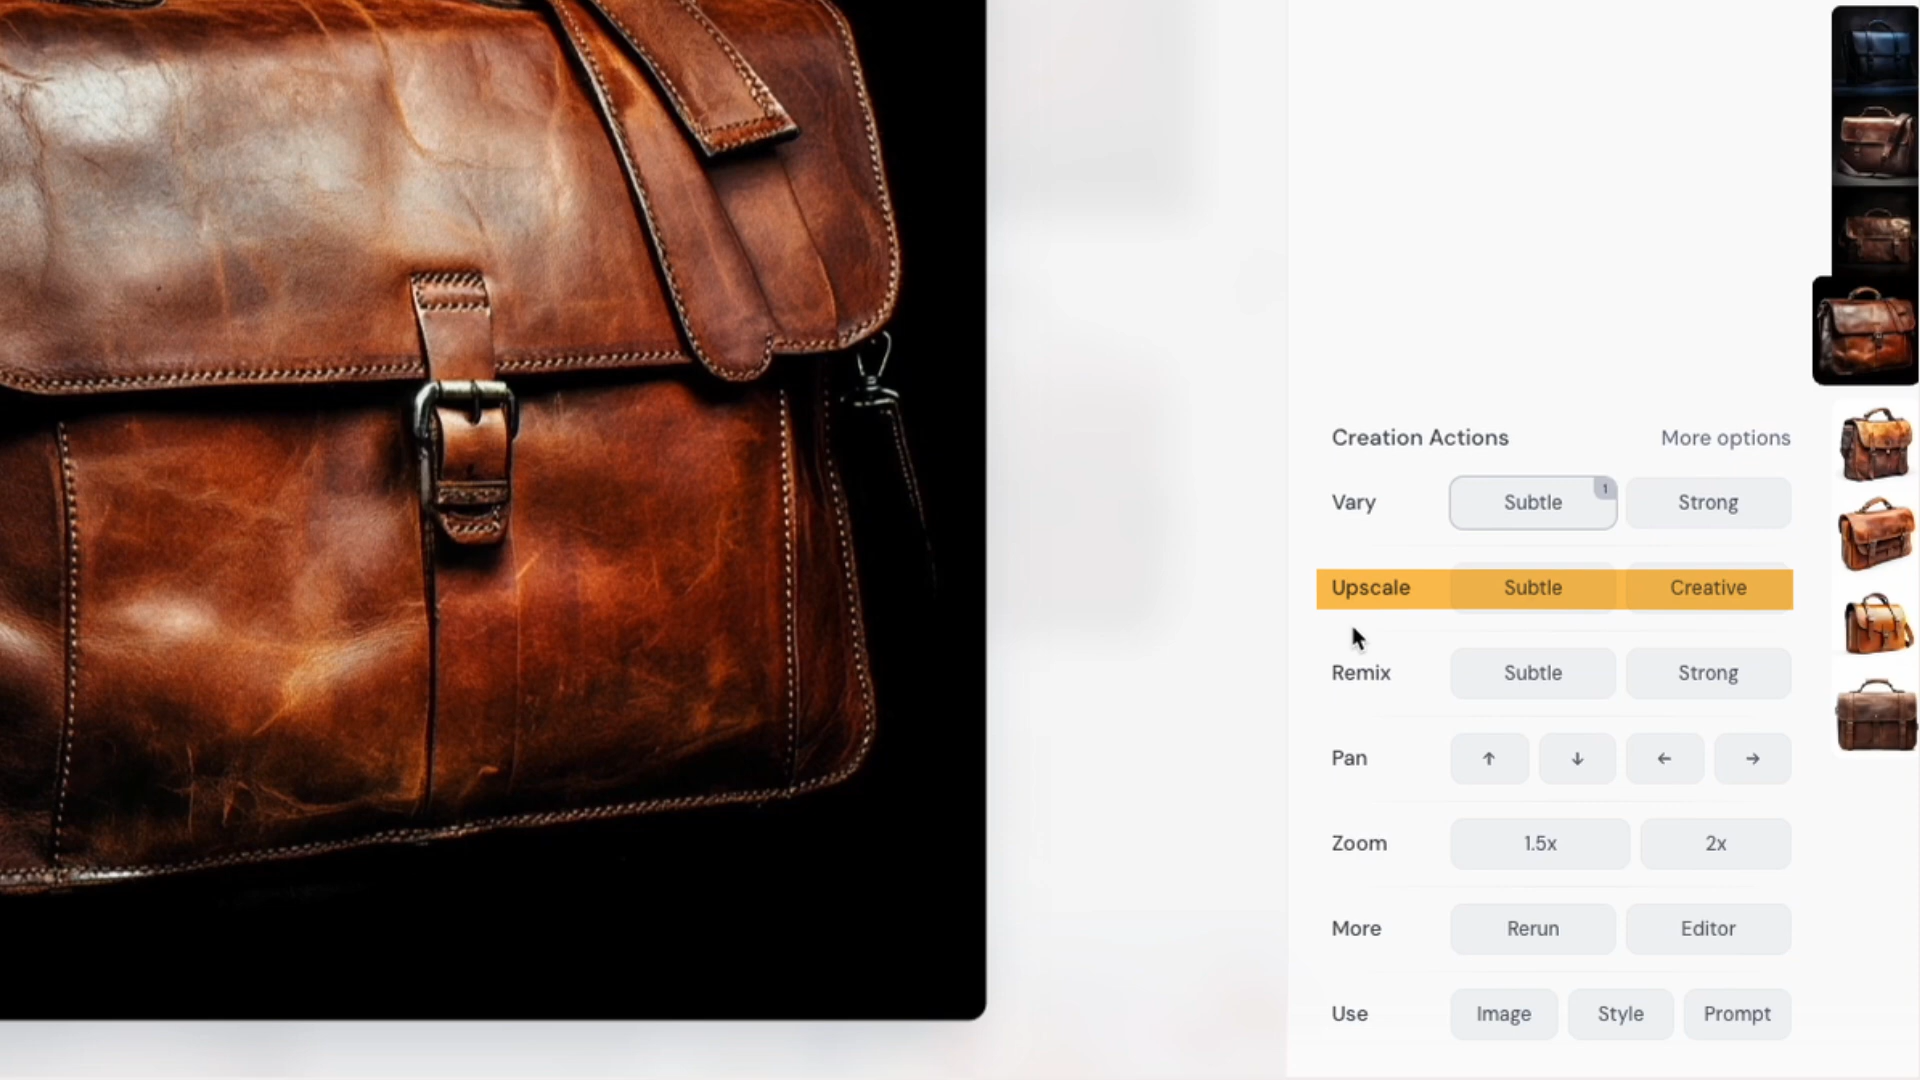 Creation Actions More options
Vary Subtle 1 Strong
Upscale Subtle Creative
Remix Subtle Strong
Pan ↑ ↓ ← →
Zoom 1.5x 2x
More Rerun Editor
Use Image Style Prompt